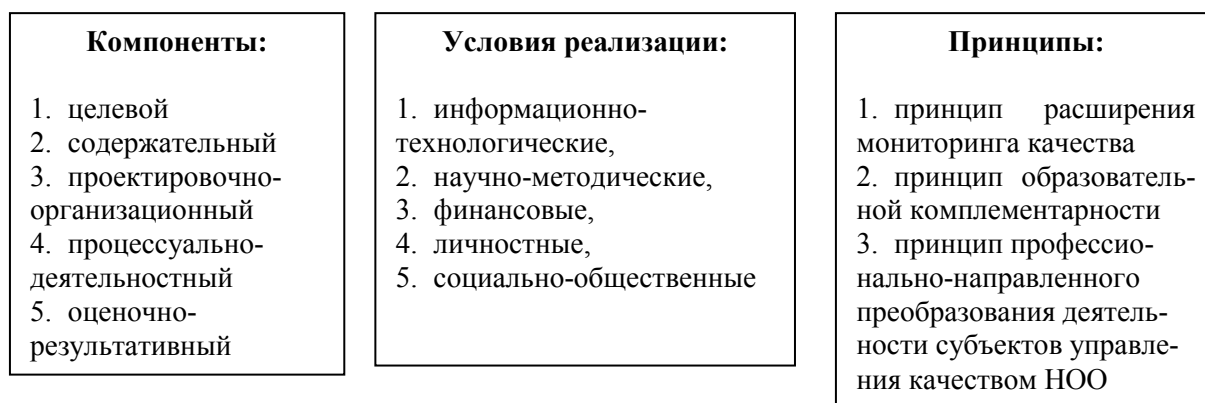 Компоненты:
1. целевой
2. содержательный
3. проектировочно-
организационный
4. процессуально-
деятельностный
5. оценочно-
результативный
Условия реализации:
1. информационно-
технологические,
2. научно-методические,
3. финансовые,
4. личностные,
5. социально-общественные
Принципы:
1. принцип расширения
мониторинга качества
2. принцип образователь-
ной комплементарности
3. принцип профессио-
нально-направленного
преобразования деятель-
ности субъектов управле-
ния качеством НОО